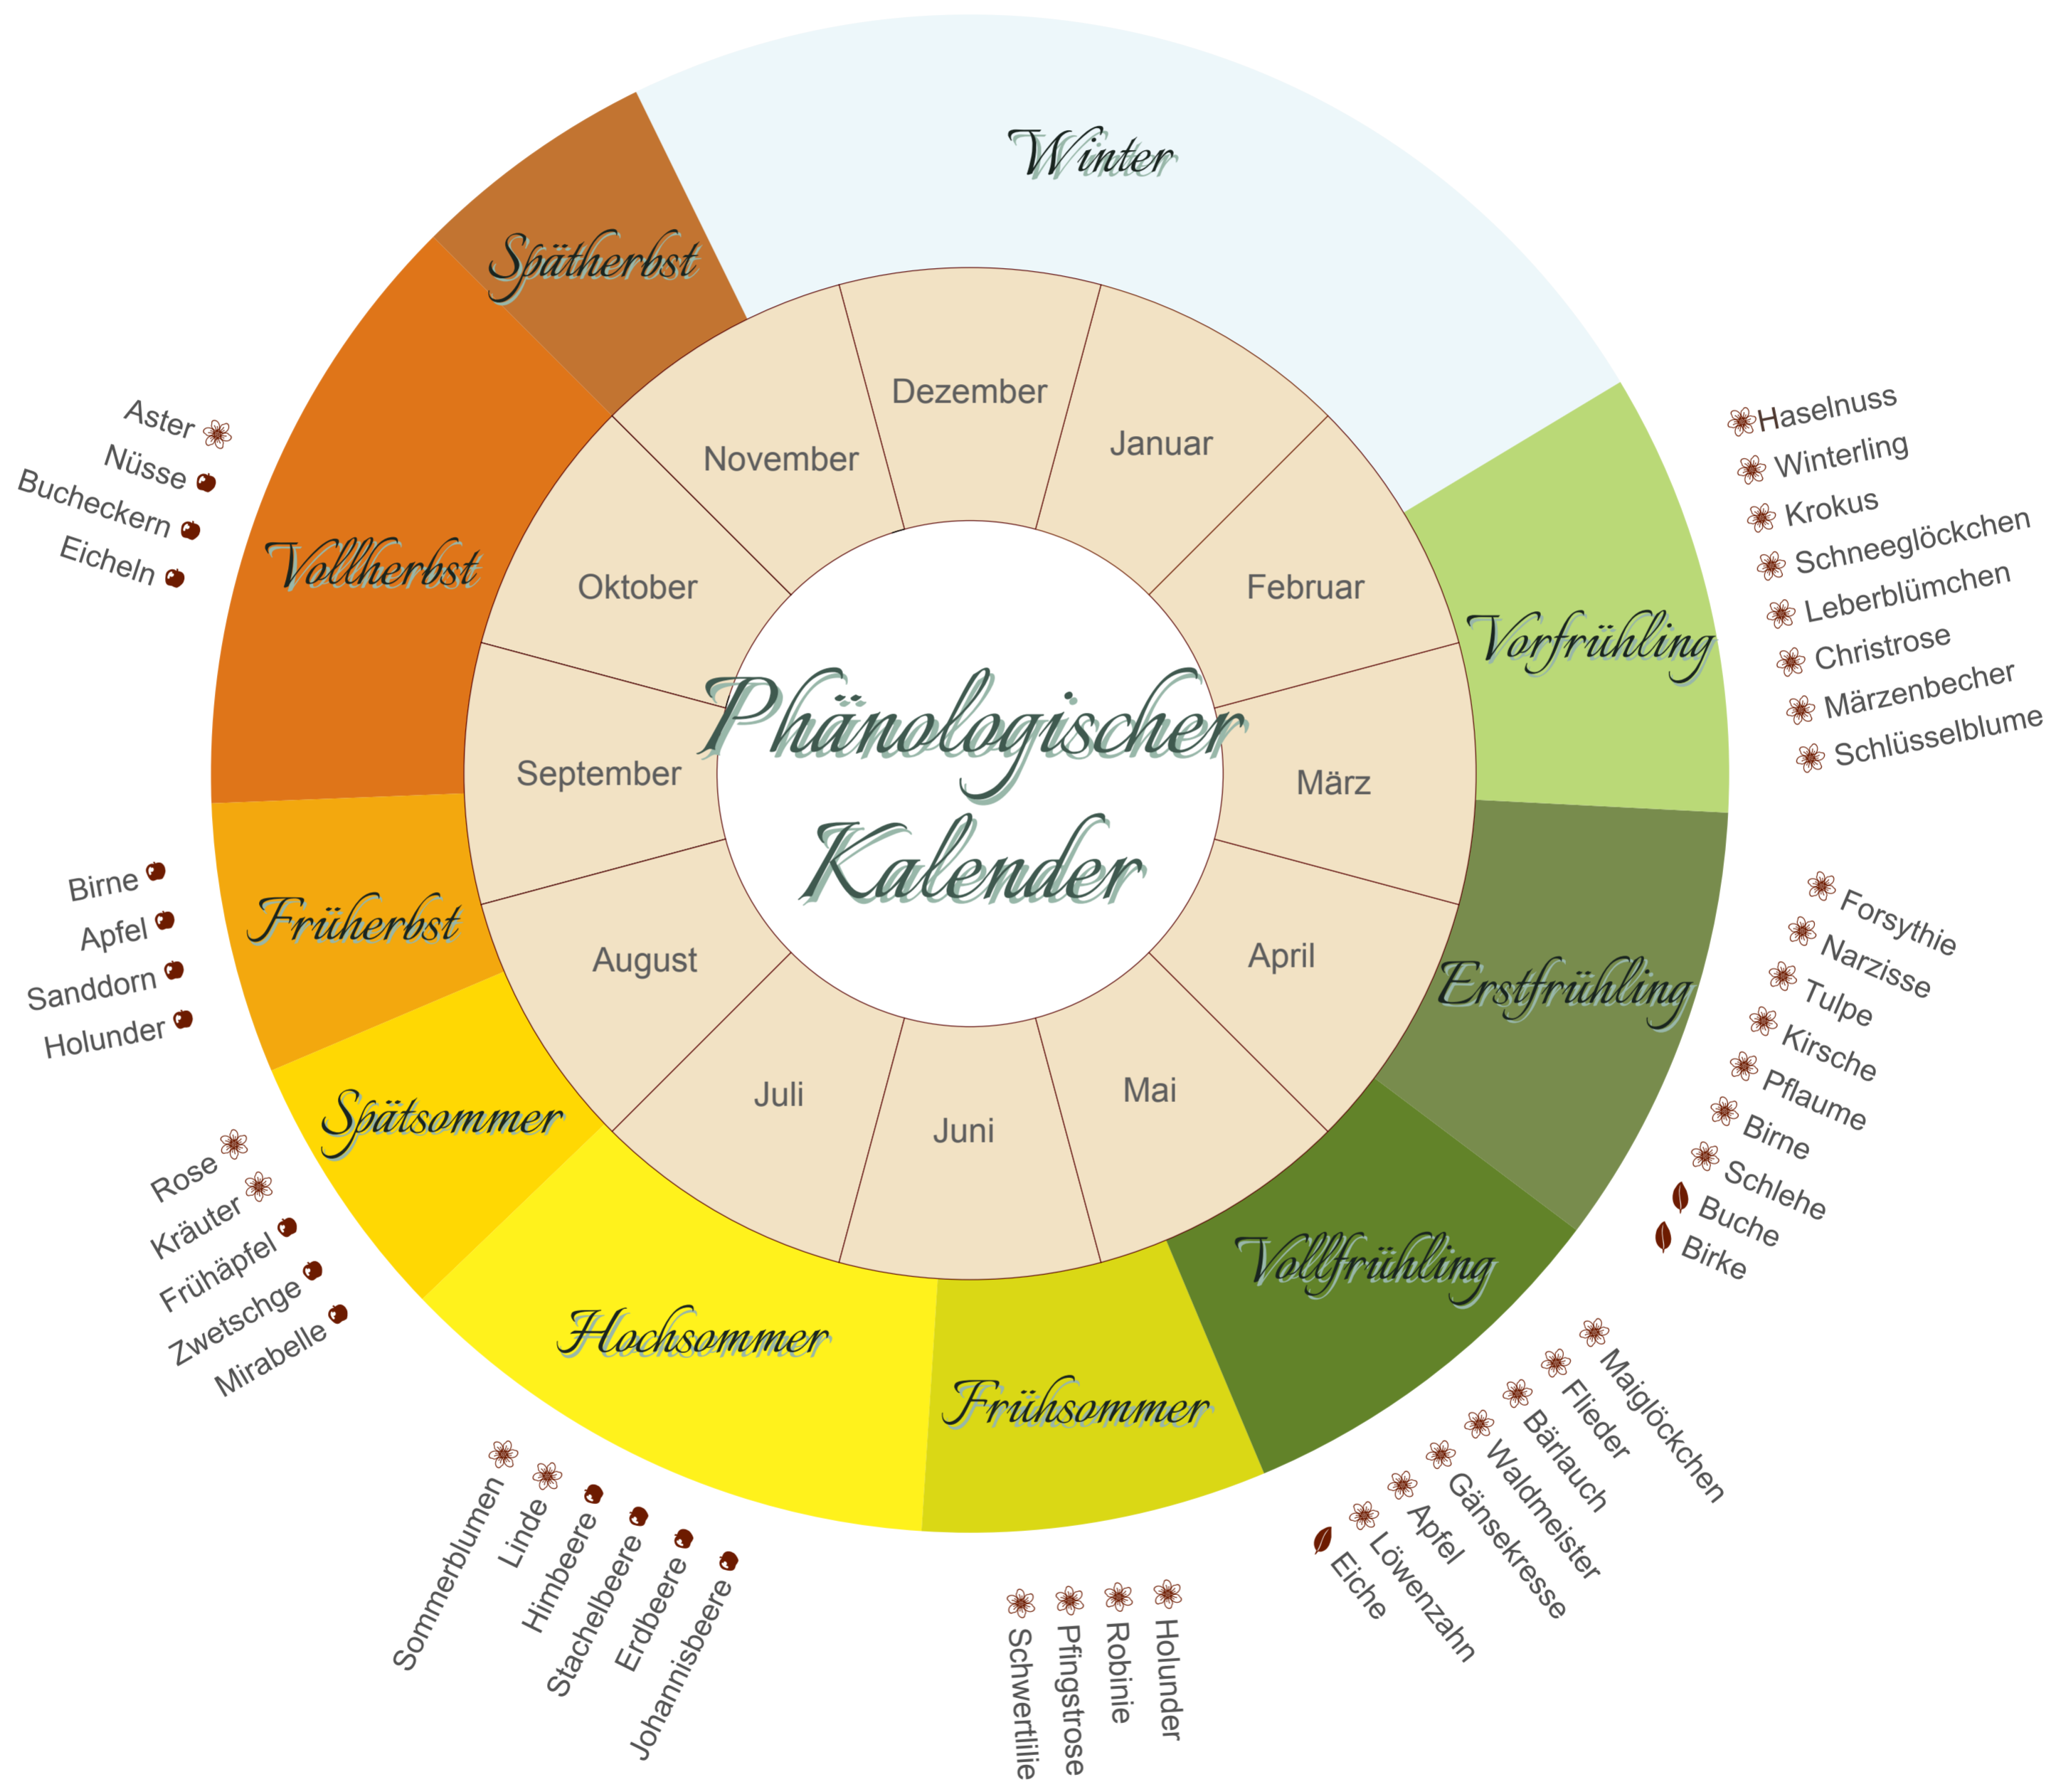 Phänologischer
Kalender
Winter
Vorfrühling
Erstfrühling
Vollfrühling
Frühsommer
Hochsommer
Spätsommer
Früherbst
Vollherbst
Spätherbst
Dezember
Januar
Februar
März
April
Mai
Juni
Juli
August
September
Oktober
November
Haselnuss
Winterling
Krokus
Schneeglöckchen
Leberblümchen
Christrose
Märzenbecher
Schlüsselblume
Forsythie
Narzisse
Tulpe
Kirsche
Pflaume
Birne
Schlehe
Buche
Birke
Maiglöckchen
Flieder
Bärlauch
Waldmeister
Gänsekresse
Apfel
Löwenzahn
Eiche
Holunder
Robinie
Pfingstrose
Schwertlilie
Johannisbeere
Erdbeere
Stachelbeere
Himbeere
Linde
Sommerblumen
Mirabelle
Zwetschge
Frühäpfel
Kräuter
Rose
Holunder
Sanddorn
Apfel
Birne
Eicheln
Bucheckern
Nüsse
Aster